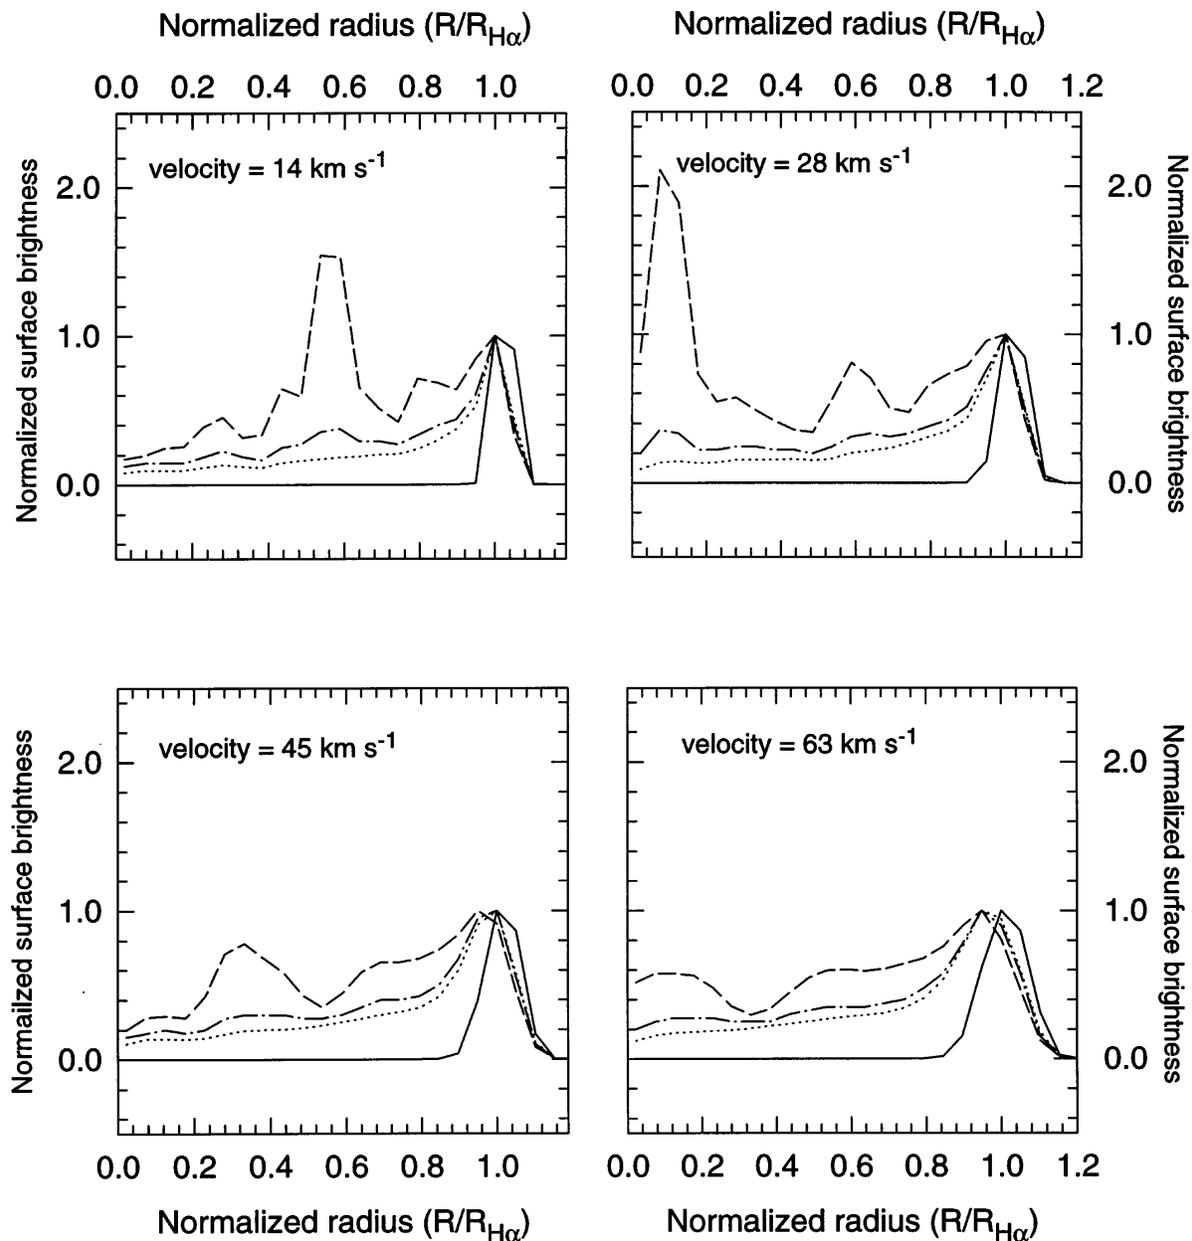 Normalized radius (R/RHα)
Normalized radius (R/RHα)
0.0 0.2 0.4 0.6 0.8 1.0
0.0 0.2 0.4 0.6 0.8 1.0 1.2
velocity = 14 km s-1
velocity = 28 km s-1
Normalized surface brightness
2.0
1.0
0.0
2.0
1.0
0.0
Normalized surface brightness
velocity = 45 km s-1
velocity = 63 km s-1
Normailzed surface brightness
2.0
1.0
0.0
2.0
1.0
0.0
Normalized surface brightness
0.0 0.2 0.4 0.6 0.8 1.0
0.0 0.2 0.4 0.6 0.8 1.0 1.2
Normalized radius (R/RHα)
Normalized radius (R/RHα)